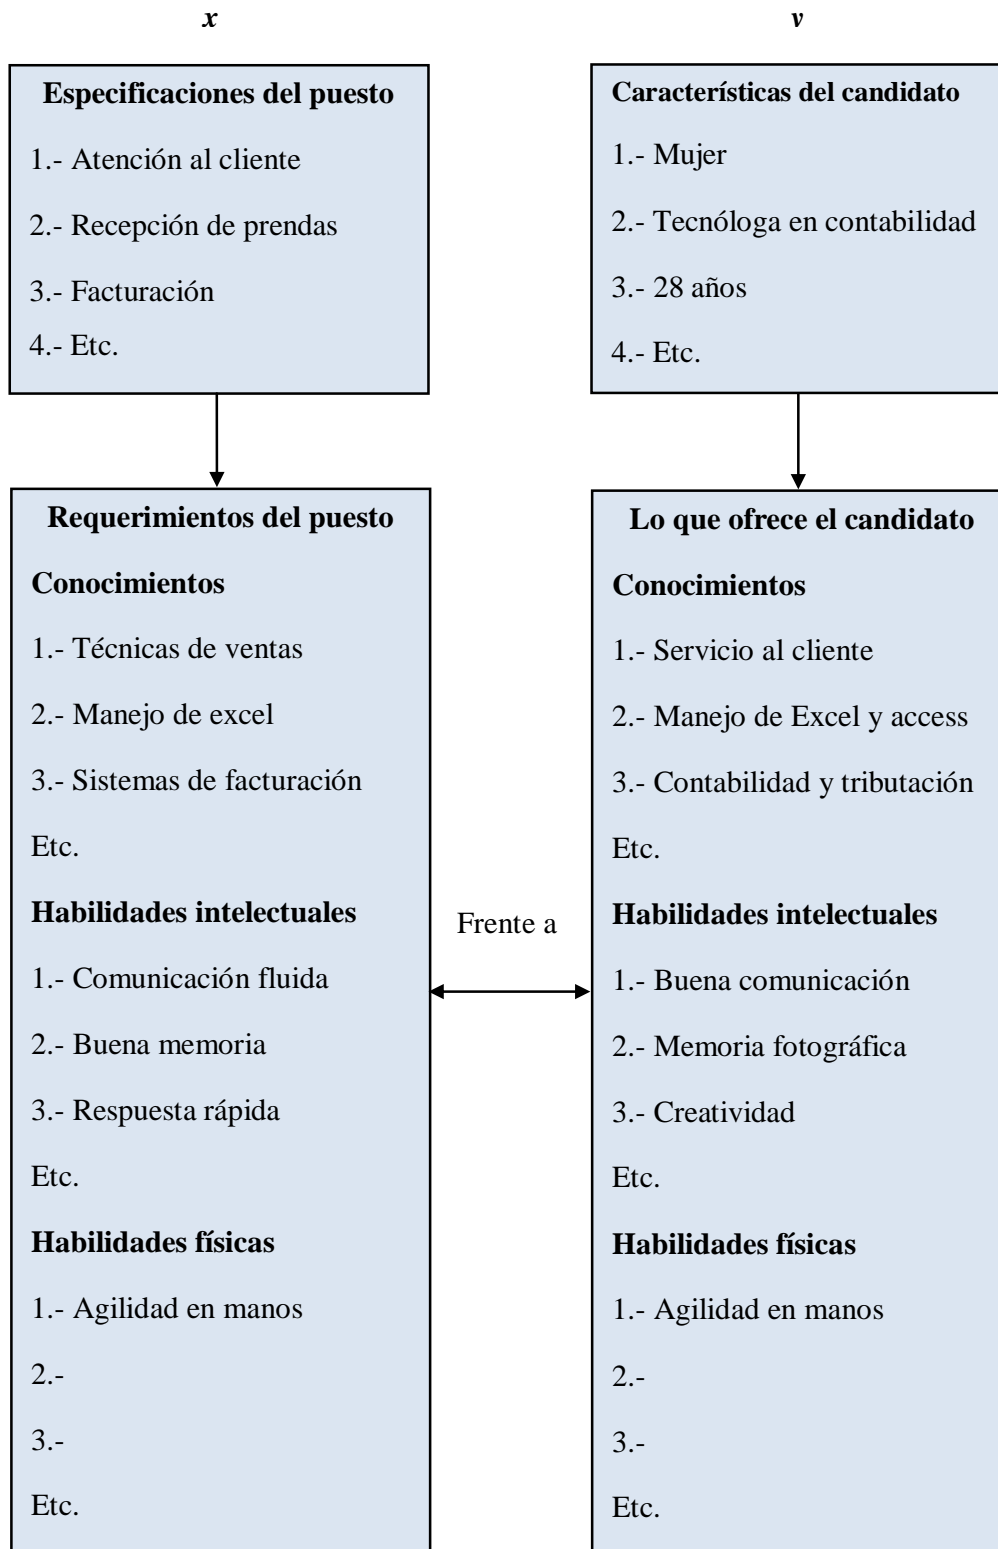 x
Especificaciones del puesto
1.- Atención al cliente
2.- Recepción de prendas
3.- Facturación
4.- Etc.
Requerimientos del puesto
Conocimientos
1.- Técnicas de ventas
2.- Manejo de excel
3.- Sistemas de facturación
Etc.
Habilidades intelectuales
1.- Comunicación fluida
2.- Buena memoria
3.- Respuesta rápida
Etc.
Habilidades físicas
1.- Agilidad en manos
2.-
3.-
Etc.
Frente a
v
Características del candidato
1.- Mujer
2.- Tecnóloga en contabilidad
3.- 28 años
4.- Etc.
Lo que ofrece el candidato
Conocimientos
1.- Servicio al cliente
2.- Manejo de Excel y access
3.- Contabilidad y tributación
Etc.
Habilidades intelectuales
1.- Buena comunicación
2.- Memoria fotográfica
3.- Creatividad
Etc.
Habilidades físicas
1.- Agilidad en manos
2.-
3.-
Etc.